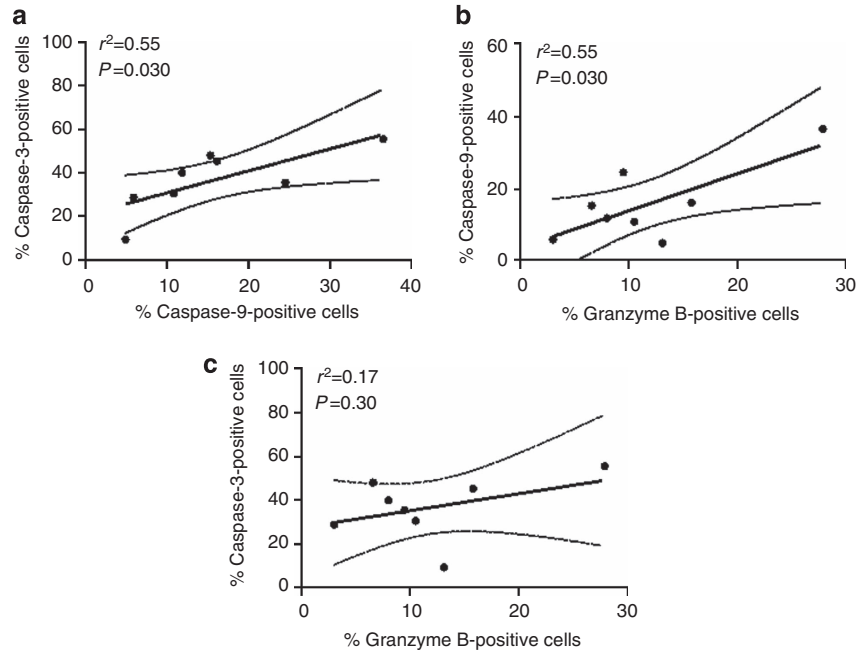 a
r²=0.55
P=0.030
% Caspase-3-positive cells
100
80
60
40
20
0
0 10 20 30 40
% Caspase-9-positive cells
b
r²=0.55
P=0.030
% Caspase-9-positive cells
60
40
20
0
0 10 20 30
% Granzyme B-positive cells
c
r²=0.17
P=0.30
% Caspase-3-positive cells
100
80
60
40
20
0
0 10 20 30
% Granzyme B-positive cells